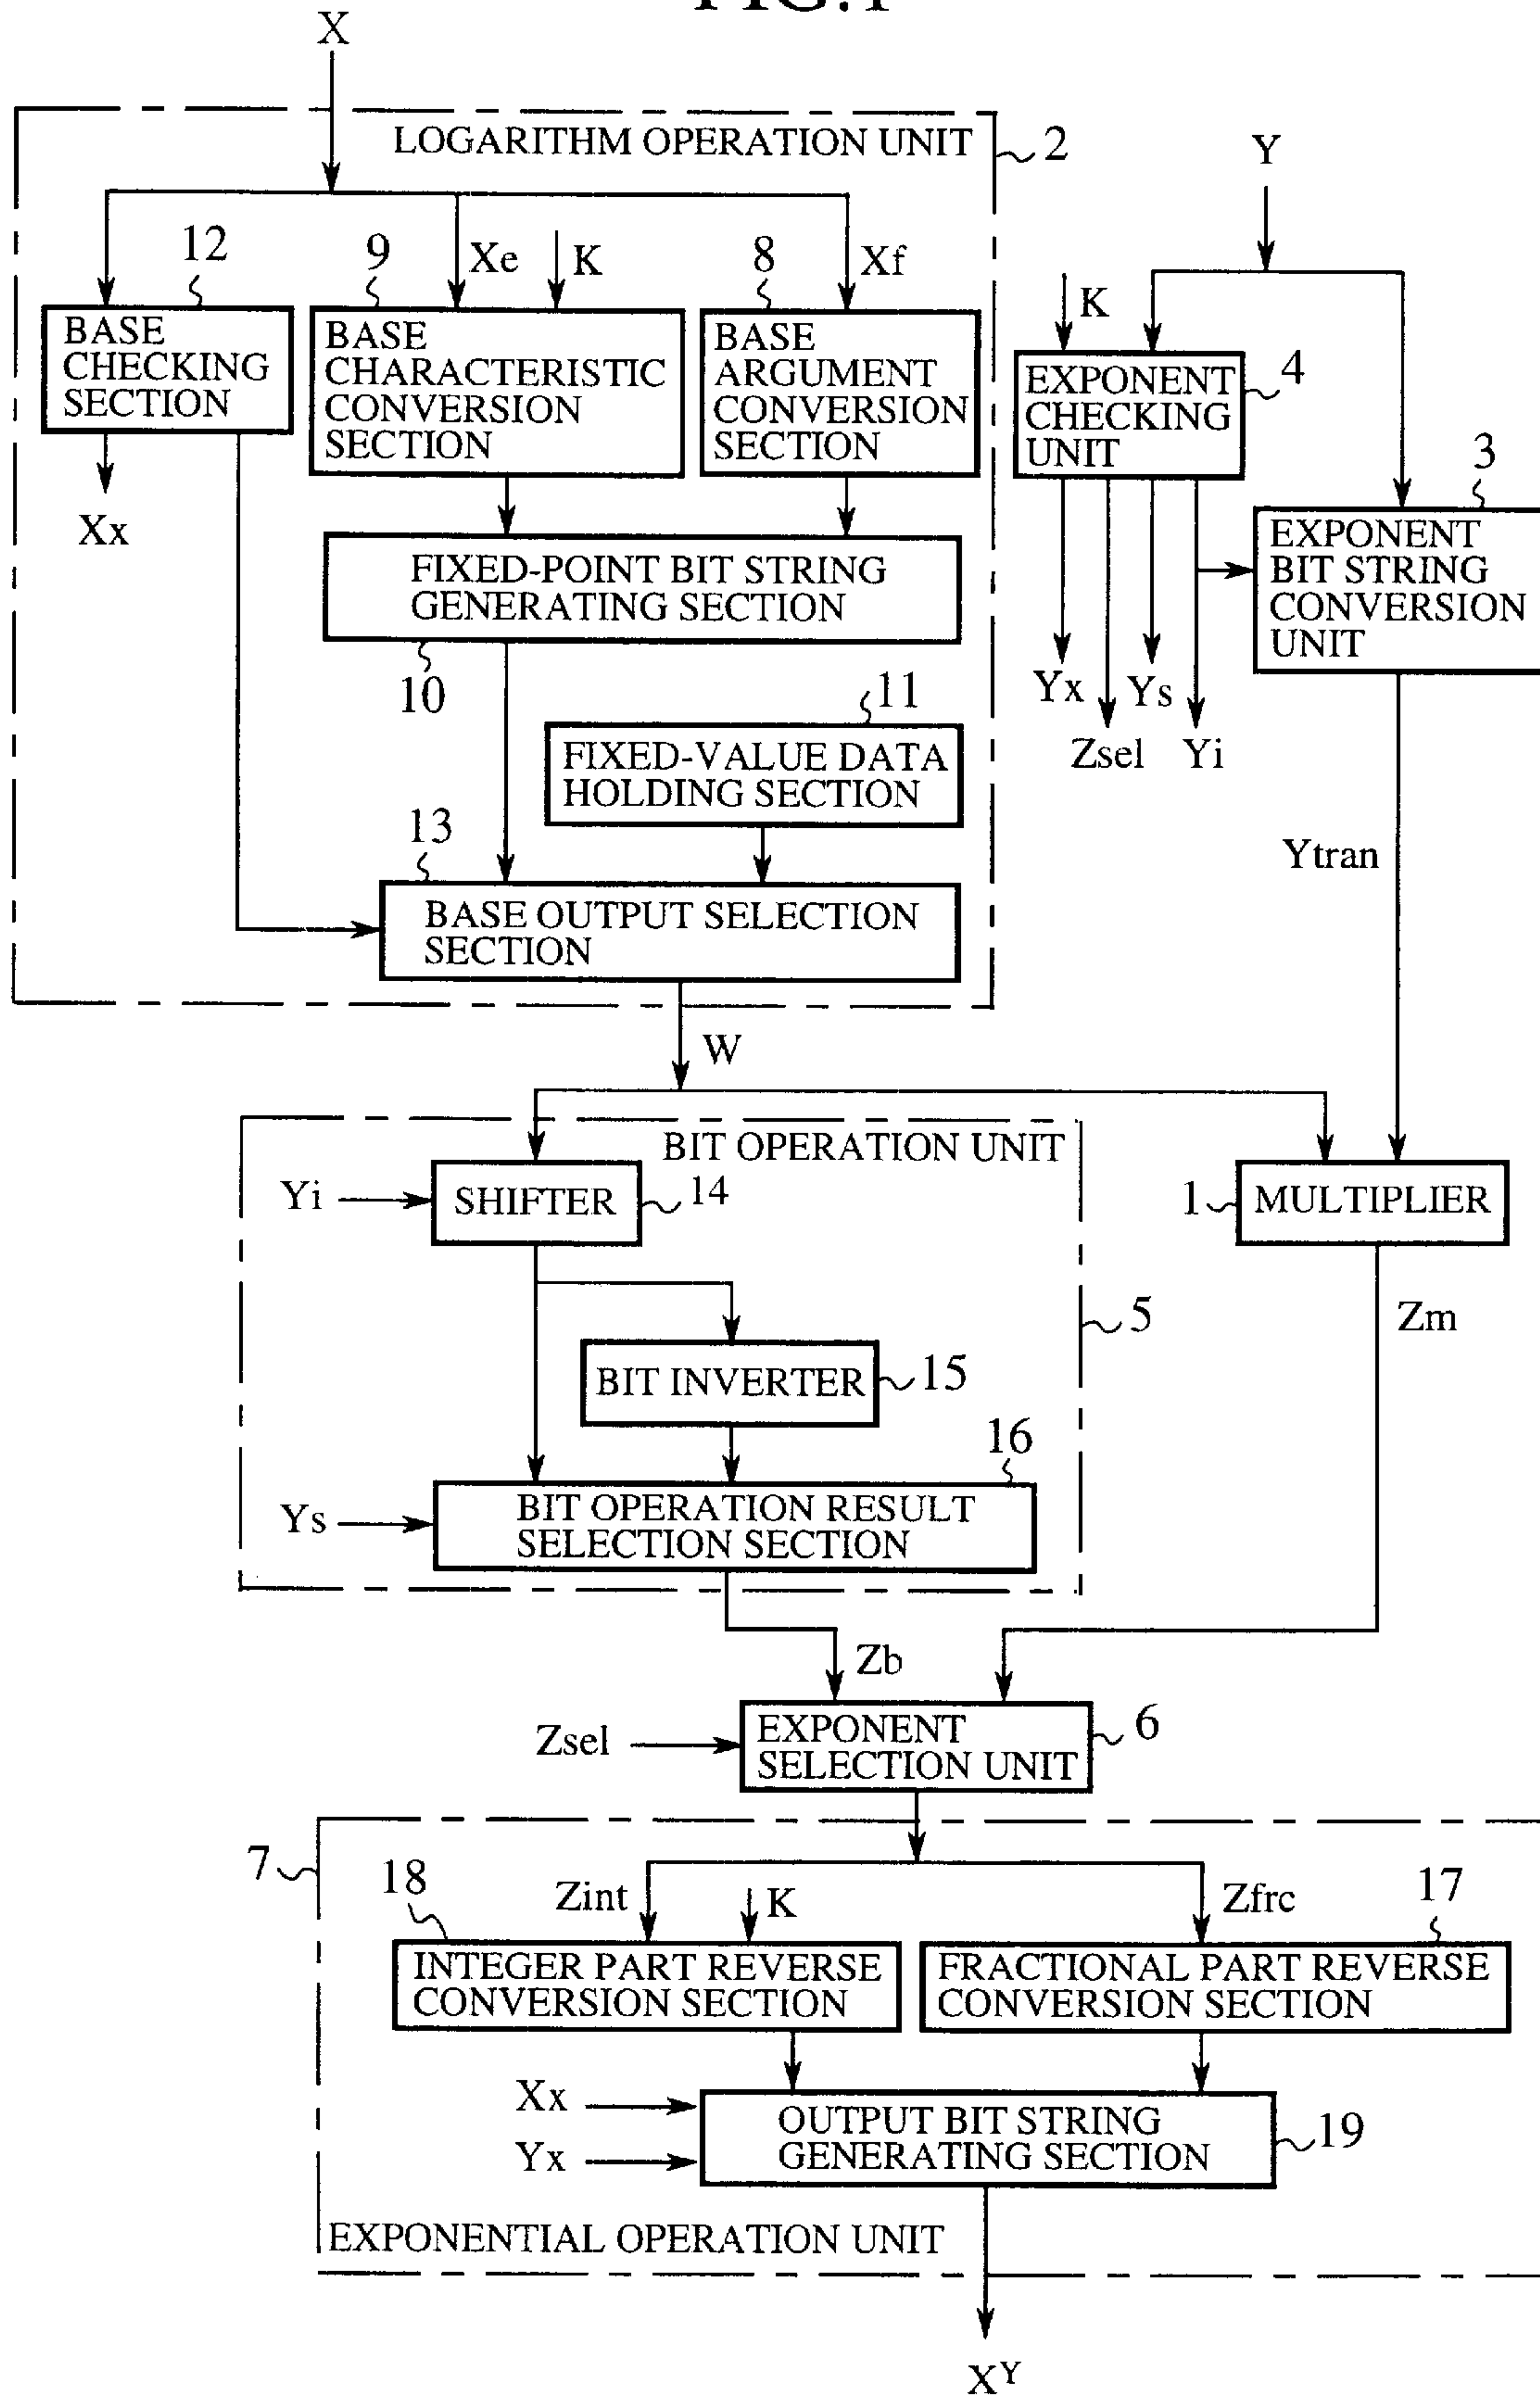 FIG.1
X
LOGARITHM OPERATION UNIT
2
Y
12
9
Xe
K
8
Xf
BASE
CHECKING
SECTION
BASE
CHARACTERISTIC
CONVERSION
SECTION
BASE
ARGUMENT
CONVERSION
SECTION
K
EXPONENT
CHECKING
UNIT
4
3
Xx
EXPONENT
BIT STRING
CONVERSION
UNIT
FIXED-POINT BIT STRING
GENERATING SECTION
10
Yx
Ys
Zsel
Yi
11
FIXED-VALUE DATA
HOLDING SECTION
13
Ytran
BASE OUTPUT SELECTION
SECTION
W
BIT OPERATION UNIT
Yi
SHIFTER
14
1
MULTIPLIER
5
Zm
BIT INVERTER
15
16
Ys
BIT OPERATION RESULT
SELECTION SECTION
Zb
Zsel
EXPONENT
SELECTION UNIT
6
7
18
Zint
K
Zfrc
17
INTEGER PART REVERSE
CONVERSION SECTION
FRACTIONAL PART REVERSE
CONVERSION SECTION
Xx
Yx
OUTPUT BIT STRING
GENERATING SECTION
19
EXPONENTIAL OPERATION UNIT
X^Y